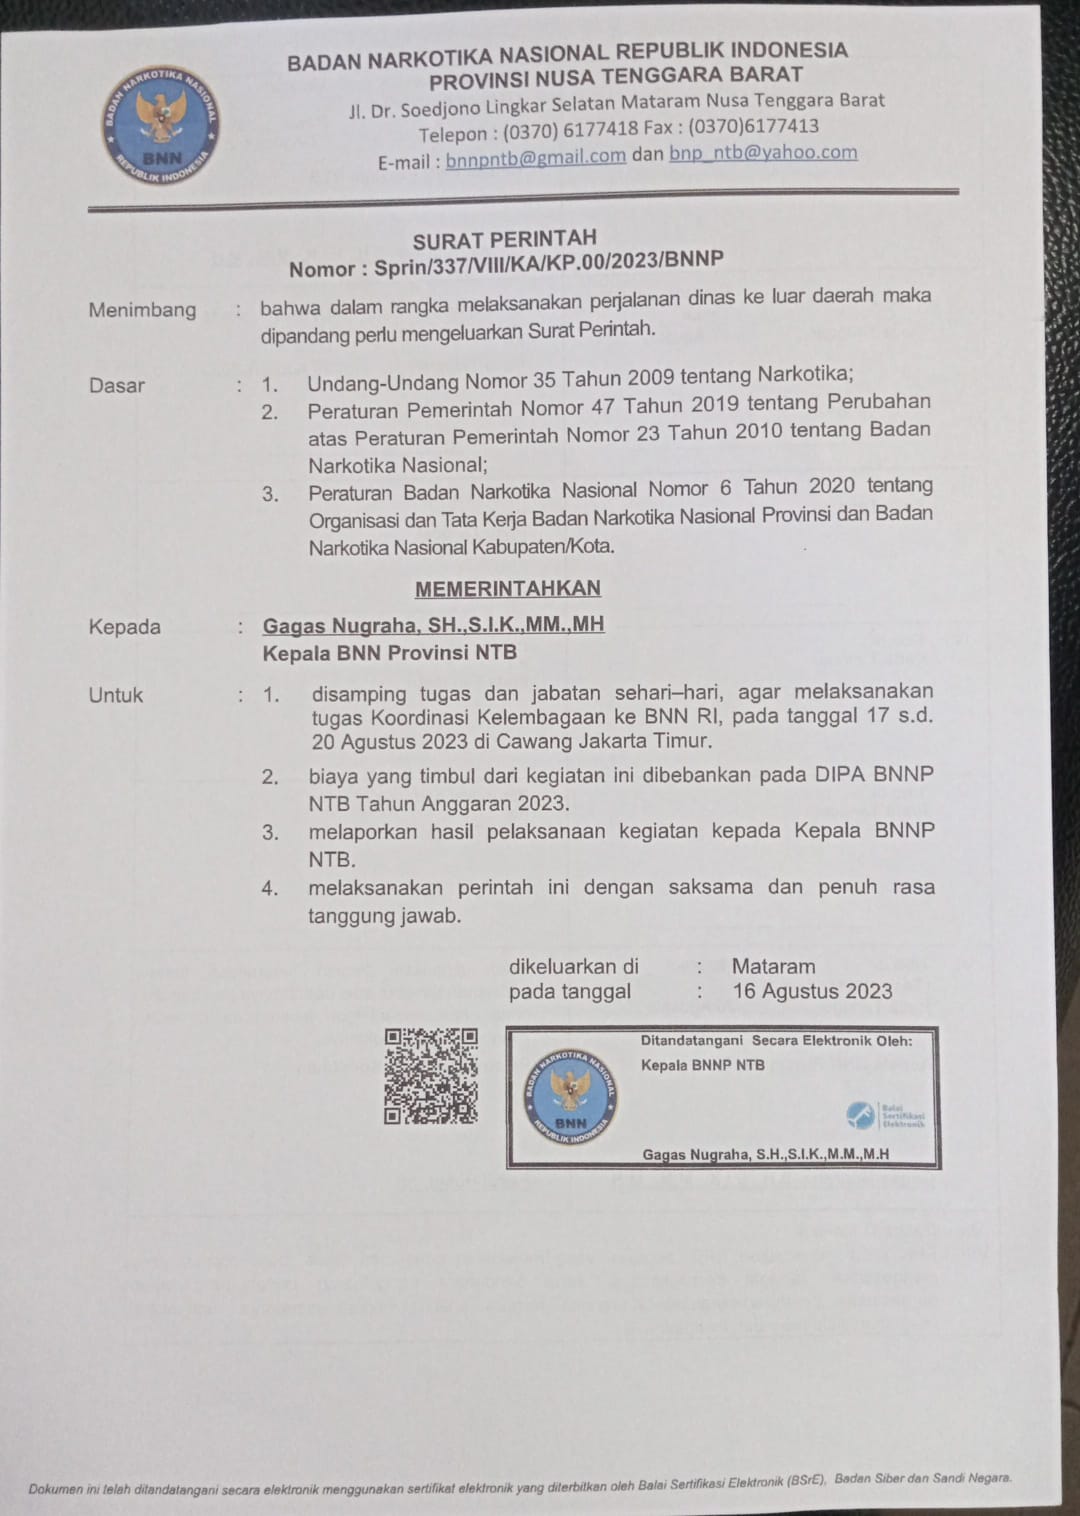 BADAN NARKOTIKA NASIONAL
BNN
REPUBLIK INDONESIA
BADAN NARKOTIKA NASIONAL REPUBLIK INDONESIA
PROVINSI NUSA TENGGARA BARAT
Jl. Dr. Soedjono Lingkar Selatan Mataram Nusa Tenggara Barat
Telepon : (0370) 6177418 Fax : (0370)6177413
E-mail : bnnpntb@gmail.com dan bnp_ntb@yahoo.com
SURAT PERINTAH
Nomor : Sprin/337/VIII/KA/KP.00/2023/BNNP
Menimbang : bahwa dalam rangka melaksanakan perjalanan dinas ke luar daerah maka
dipandang perlu mengeluarkan Surat Perintah.
Dasar : 1. Undang-Undang Nomor 35 Tahun 2009 tentang Narkotika;
2. Peraturan Pemerintah Nomor 47 Tahun 2019 tentang Perubahan
atas Peraturan Pemerintah Nomor 23 Tahun 2010 tentang Badan
Narkotika Nasional;
3. Peraturan Badan Narkotika Nasional Nomor 6 Tahun 2020 tentang
Organisasi dan Tata Kerja Badan Narkotika Nasional Provinsi dan Badan
Narkotika Nasional Kabupaten/Kota.
MEMERINTAHKAN
Kepada : Gagas Nugraha, SH.,S.I.K.,MM.,MH
Kepala BNN Provinsi NTB
Untuk : 1. disamping tugas dan jabatan sehari–hari, agar melaksanakan
tugas Koordinasi Kelembagaan ke BNN RI, pada tanggal 17 s.d.
20 Agustus 2023 di Cawang Jakarta Timur.
2. biaya yang timbul dari kegiatan ini dibebankan pada DIPA BNNP
NTB Tahun Anggaran 2023.
3. melaporkan hasil pelaksanaan kegiatan kepada Kepala BNNP
NTB.
4. melaksanakan perintah ini dengan saksama dan penuh rasa
tanggung jawab.
dikeluarkan di : Mataram
pada tanggal : 16 Agustus 2023
Ditandatangani Secara Elektronik Oleh:
Kepala BNNP NTB
BADAN NARKOTIKA NASIONAL
BNN
REPUBLIK INDONESIA
Balai
Sertifikasi
Elektronik
Gagas Nugraha, S.H.,S.I.K.,M.M.,M.H
Dokumen ini telah ditandatangani secara elektronik menggunakan sertifikat elektronik yang diterbitkan oleh Balai Sertifikasi Elektronik (BSrE), Badan Siber dan Sandi Negara.